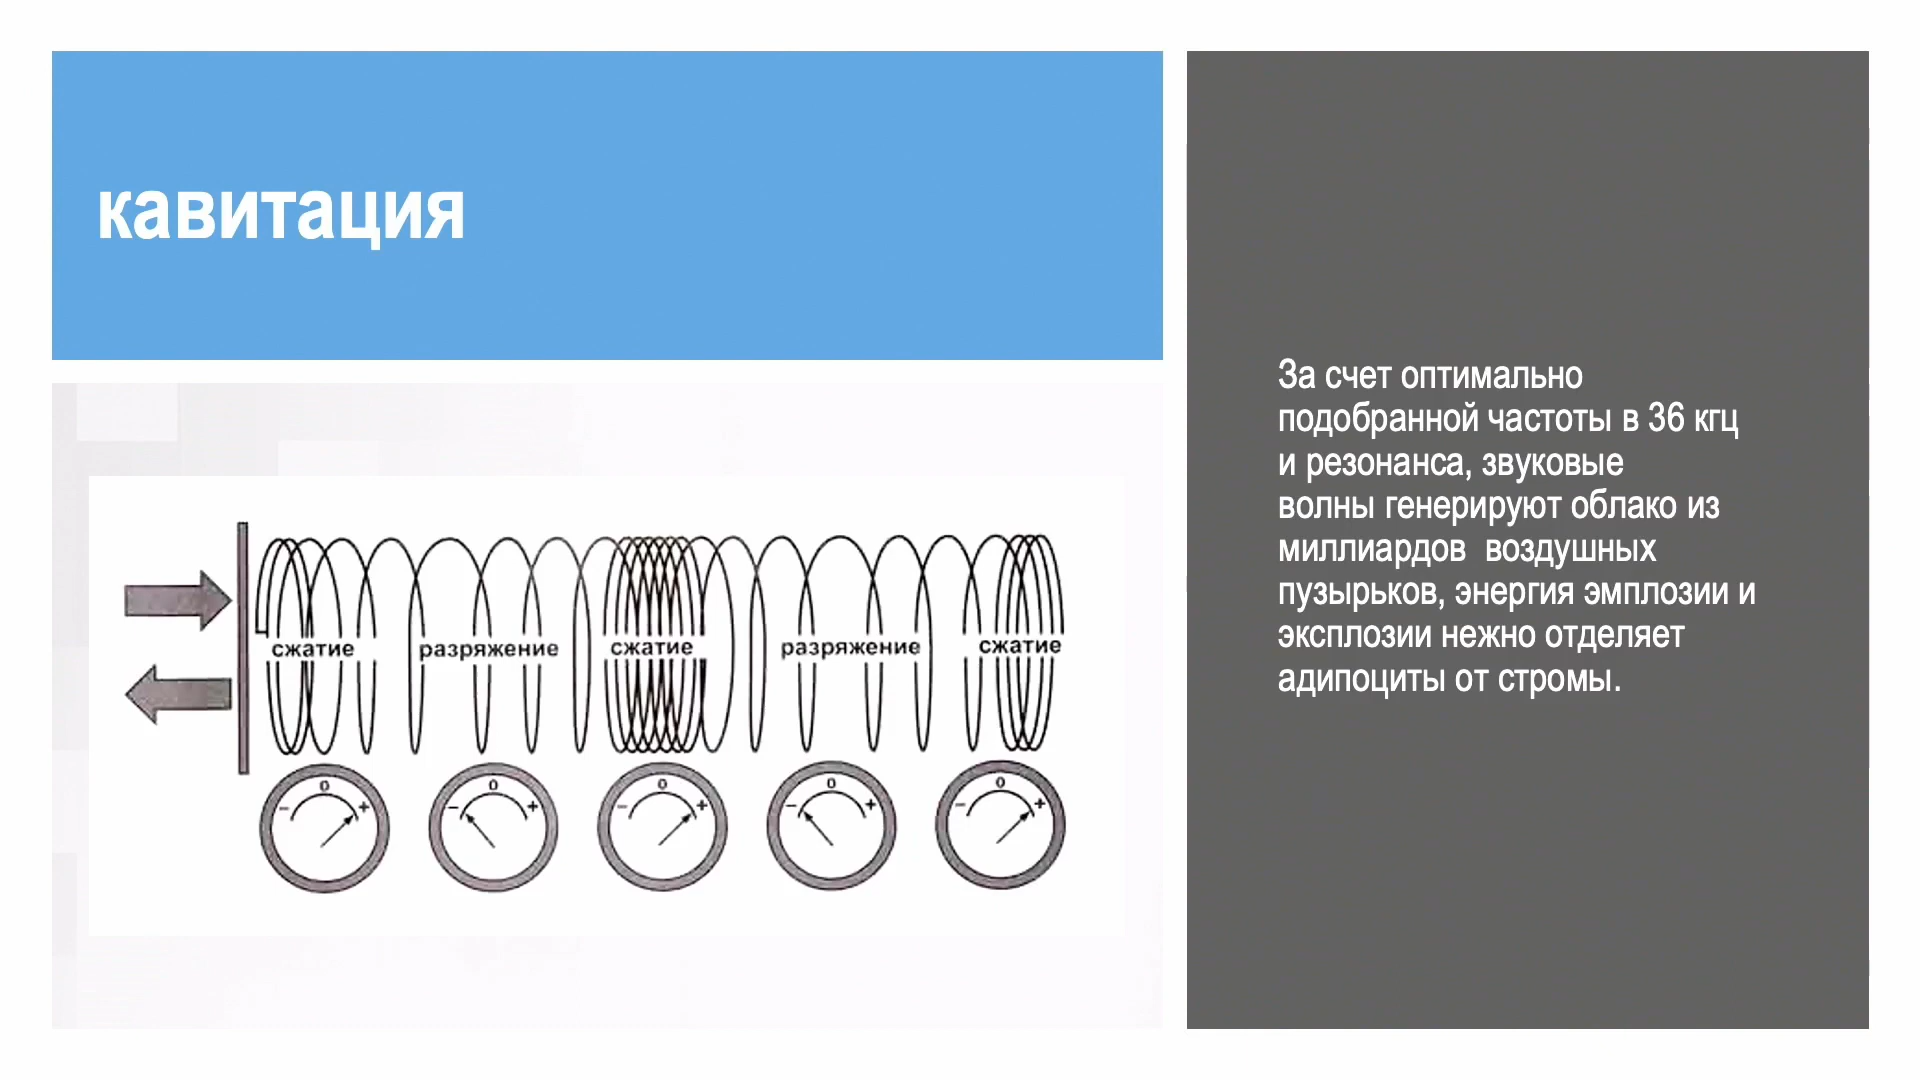 кавитация
За счет оптимально
подобранной частоты в 36 кгц
и резонанса, звуковые
волны генерируют облако из
миллиардов воздушных
пузырьков, энергия эмплозии и
эксплозии нежно отделяет
адипоциты от стромы.
сжатие разряжение сжатие разряжение сжатие
0 0 0 0 0
− + − + − + − + − +